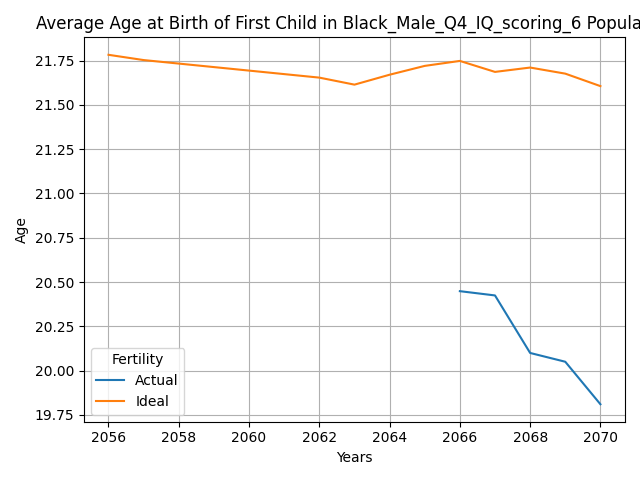 Average Age at Birth of First Child in Black_Male_Q4_IQ_scoring_6 Popula
21.75
21.50
21.25
21.00
20.75
20.50
20.25
20.00
19.75
Age
Fertility
Actual
Ideal
2056 2058 2060 2062 2064 2066 2068 2070
Years